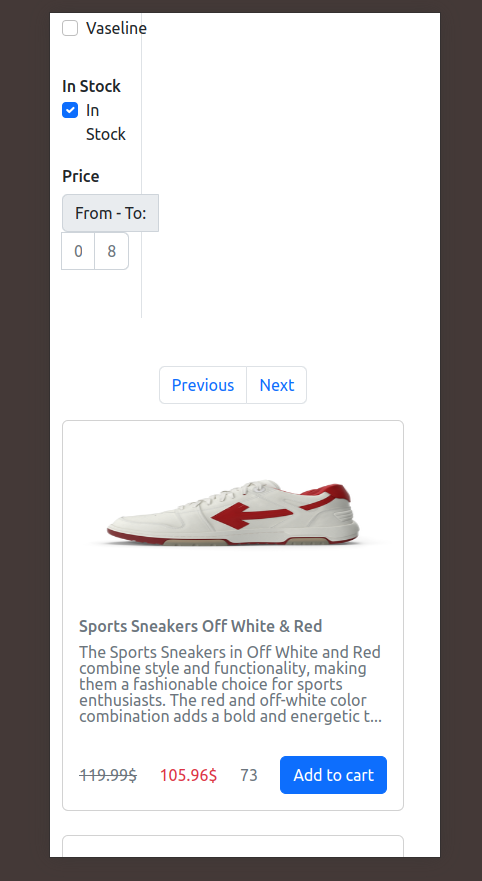 Vaseline
In Stock
In
Stock
Price
From - To:
0 8
Previous Next
Sports Sneakers Off White & Red
The Sports Sneakers in Off White and Red
combine style and functionality, making
them a fashionable choice for sports
enthusiasts. The red and off-white color
combination adds a bold and energetic t...
119.99$ 105.96$ 73 Add to cart